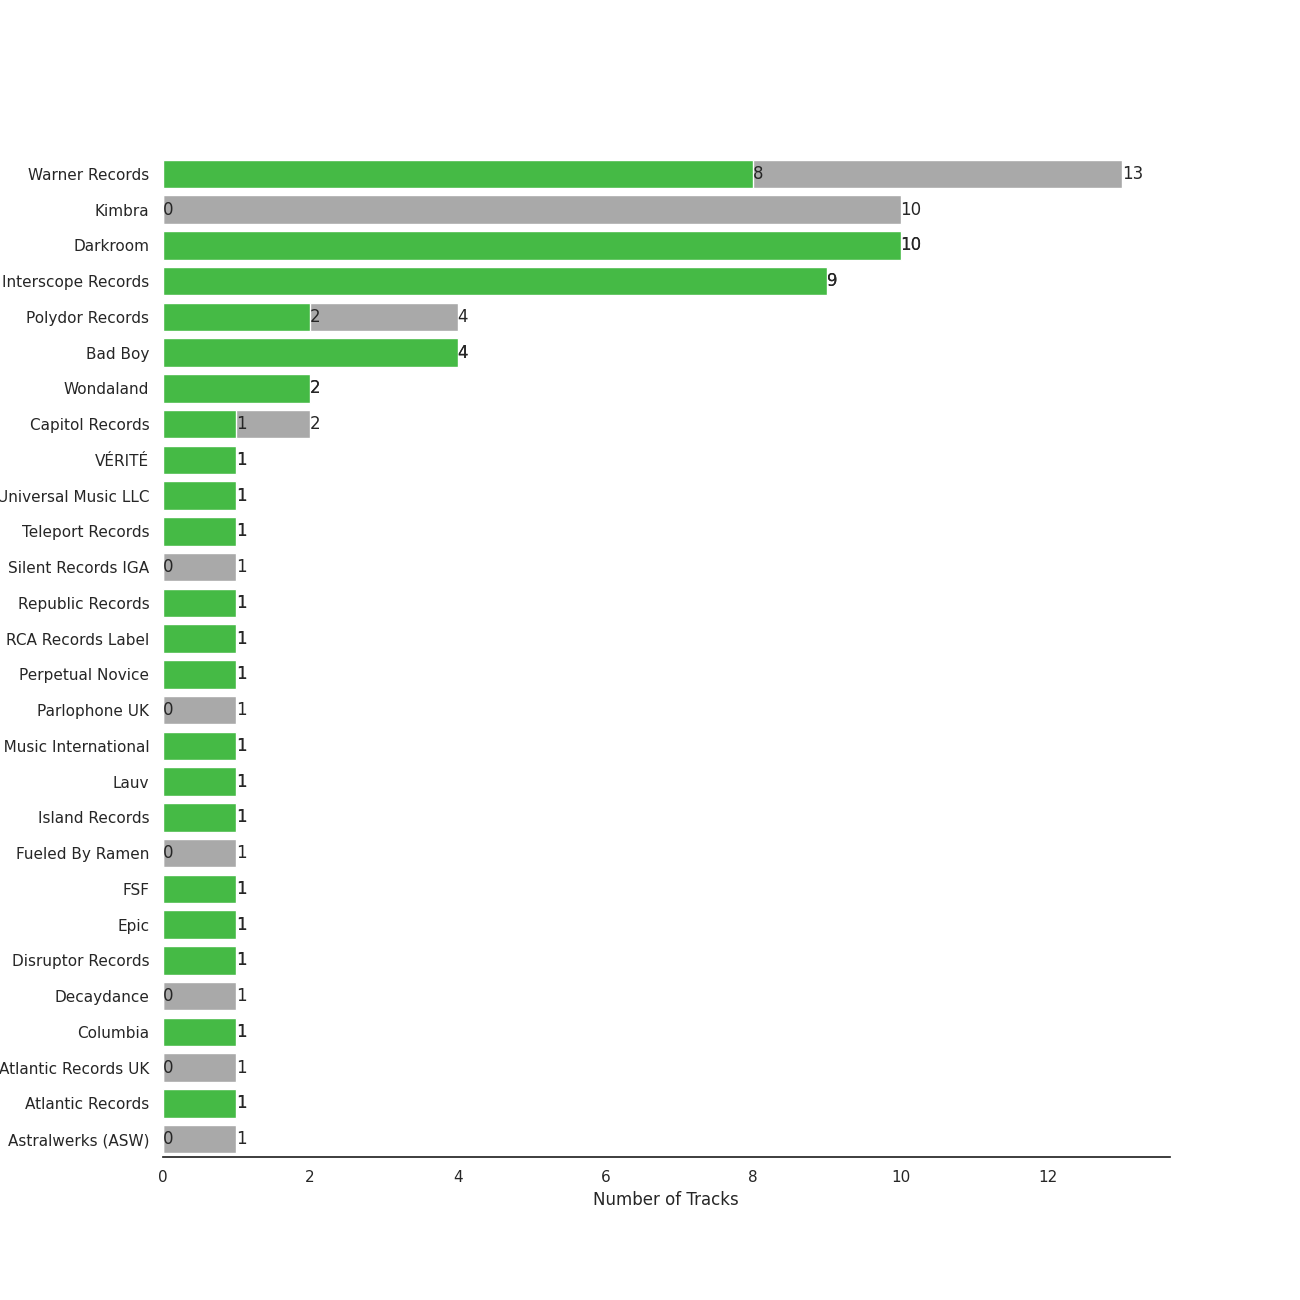 Warner Records 8 13
Kimbra 0 10
Darkroom 10
Interscope Records 9
Polydor Records 2 4
Bad Boy 4
Wondaland 2
Capitol Records 1 2
VÉRITÉ 1
Universal Music LLC 1
Teleport Records 1
Silent Records IGA 0 1
Republic Records 1
RCA Records Label 1
Perpetual Novice 1
Parlophone UK 0 1
Music International 1
Lauv 1
Island Records 1
Fueled By Ramen 0 1
FSF 1
Epic 1
Disruptor Records 1
Decaydance 0 1
Columbia 1
Atlantic Records UK 0 1
Atlantic Records 1
Astralwerks (ASW) 0 1
0 2 4 6 8 10 12
Number of Tracks